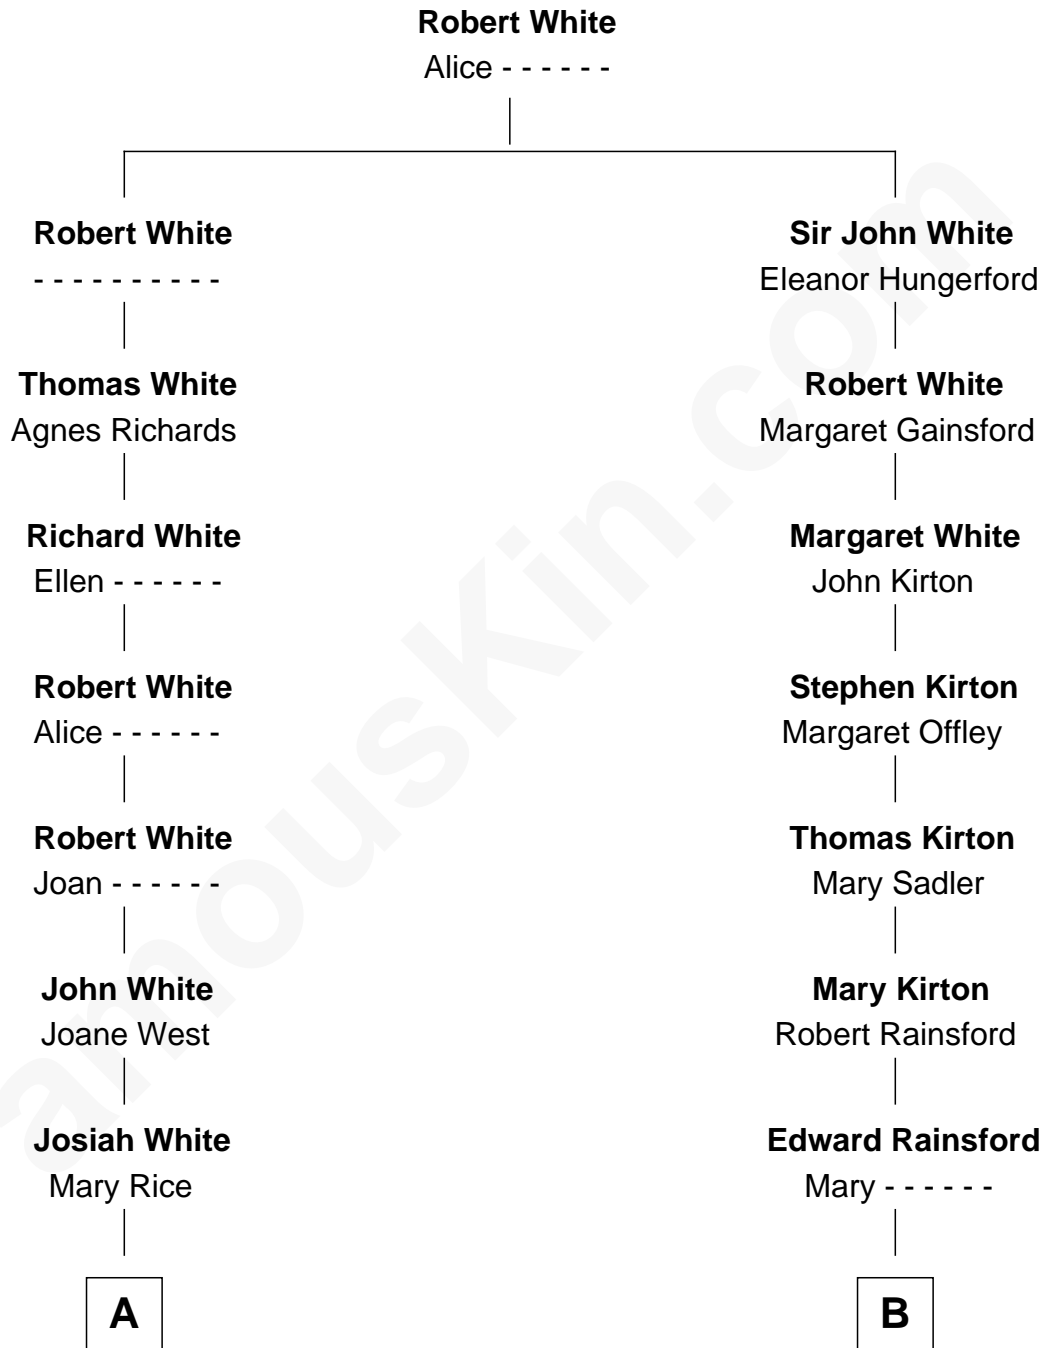 Robert White
Alice - - - - - -
Robert White
- - - - - - - - - -
Sir John White
Eleanor Hungerford
Thomas White
Agnes Richards
Robert White
Margaret Gainsford
Richard White
Ellen - - - - - -
Margaret White
John Kirton
Robert White
Alice - - - - - -
Stephen Kirton
Margaret Offley
Robert White
Joan - - - - - -
Thomas Kirton
Mary Sadler
John White
Joane West
Mary Kirton
Robert Rainsford
Josiah White
Mary Rice
Edward Rainsford
Mary - - - - - -
A
B
amouskin.com